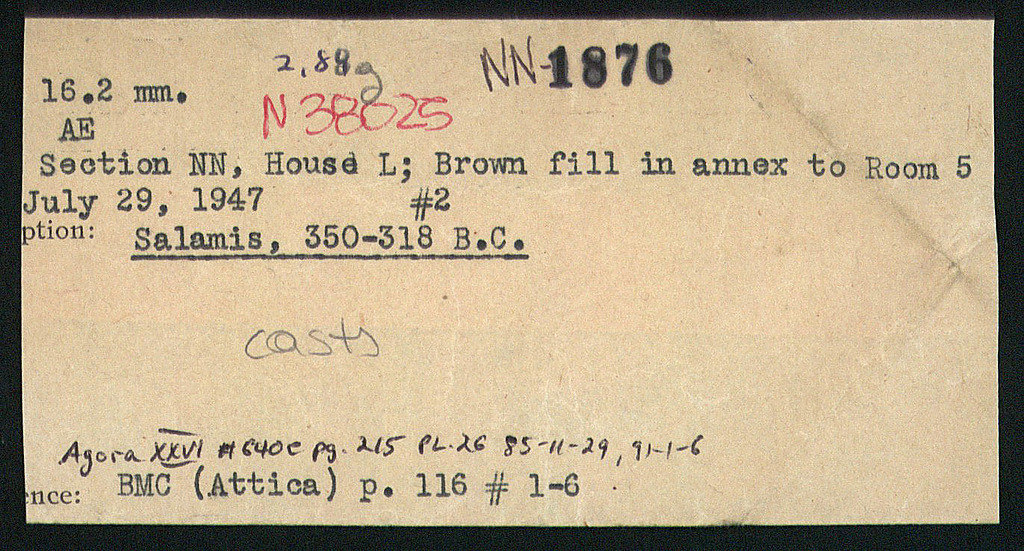 2,88g NN-1876
16.2 mm.
N 38025
AE
Section NN, House L; Brown fill in annex to Room 5
July 29, 1947 #2
ption: Salamis, 350-318 B.C.
casts
Agora XXVI #640e pg. 215 PL.26 85-11-29, 91-1-6
ence: BMC (Attica) p. 116 # 1-6